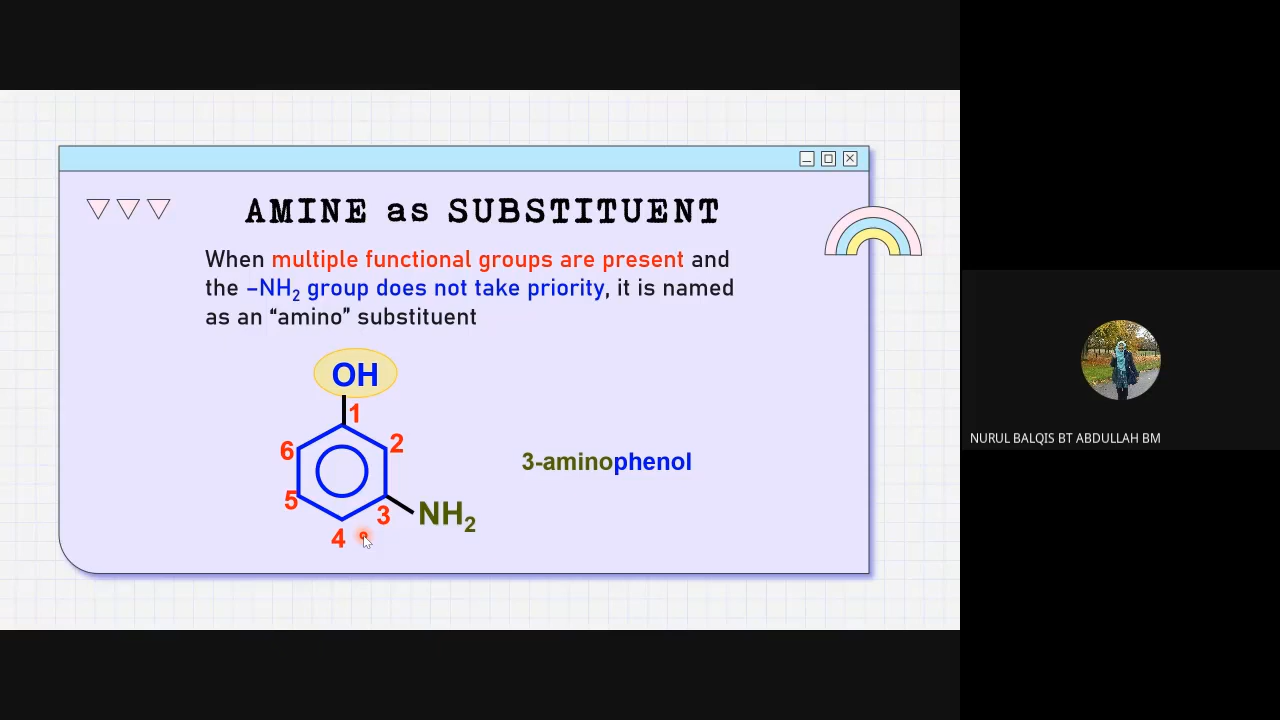 AMINE as SUBSTITUENT
When multiple functional groups are present and
the –NH₂ group does not take priority, it is named
as an “amino” substituent
OH
1
6
2
3-aminophenol
5
3
NH₂
4
NURUL BALQIS BT ABDULLAH BM